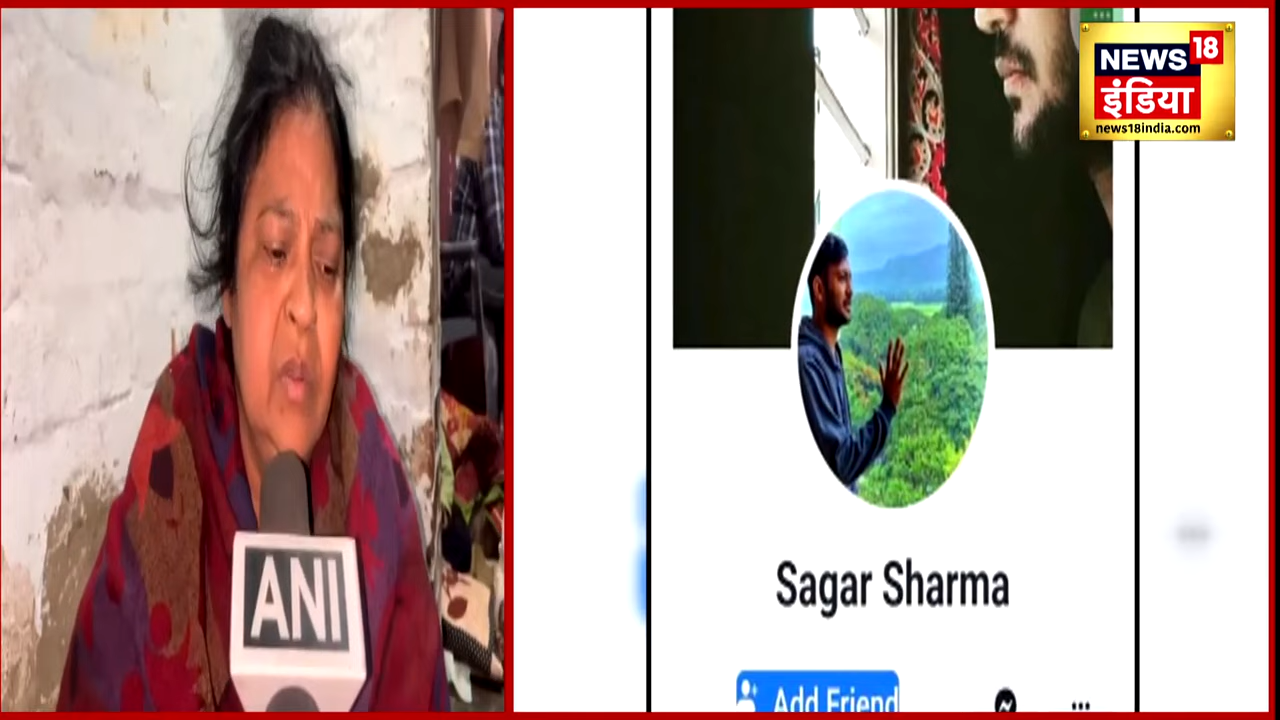 NEWS 18
इंडिया
news18india.com
ANI
Sagar Sharma
Add Friend